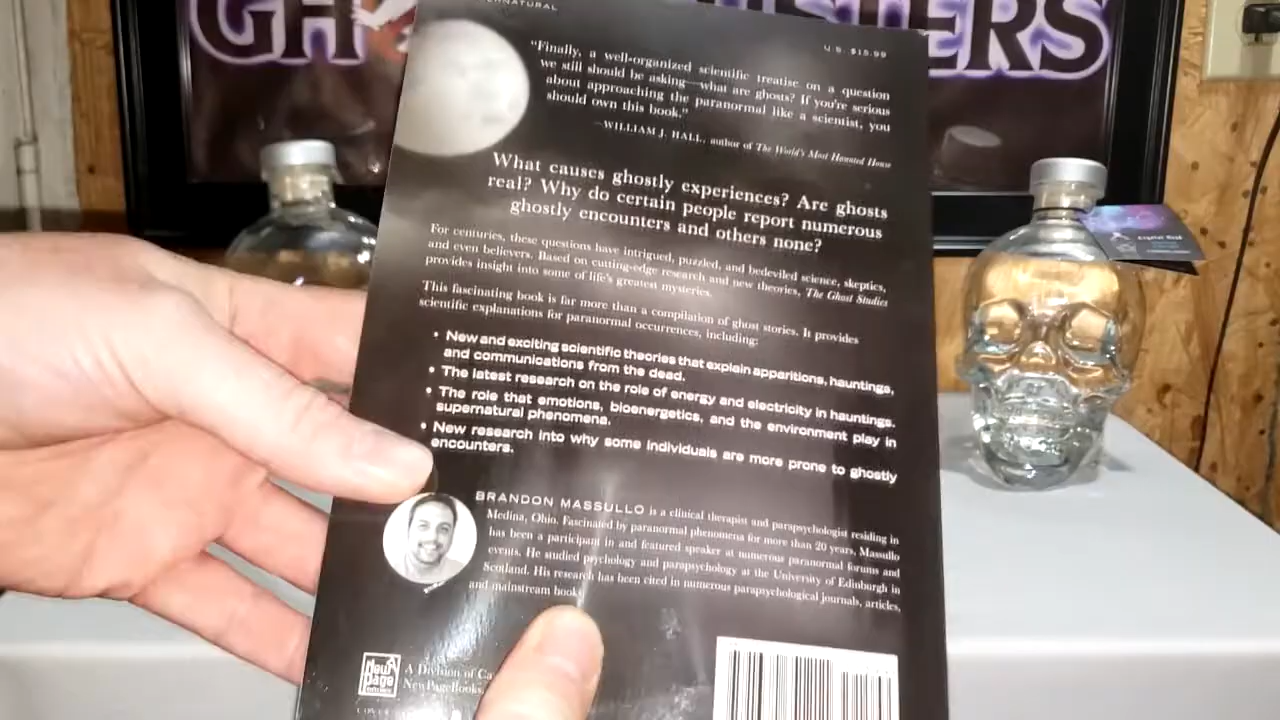 GH STERS
ERNATURAL
U.S. $15.99
"Finally, a well-organized scientific treatise on a question
we still should be asking—what are ghosts? If you're serious
about approaching the paranormal like a scientist, you
should own this book."
—WILLIAM J. HALL, author of The World's Most Haunted House
What causes ghostly experiences? Are ghosts
real? Why do certain people report numerous
ghostly encounters and others none?
For centuries, these questions have intrigued, puzzled, and bedeviled science, skeptics,
and even believers. Based on cutting-edge research and new theories, The Ghost Studies
provides insight into some of life's greatest mysteries.
This fascinating book is far more than a compilation of ghost stories. It provides
scientific explanations for paranormal occurrences, including:
• New and exciting scientific theories that explain apparitions, hauntings,
and communications from the dead.
• The latest research on the role of energy and electricity in hauntings.
• The role that emotions, bioenergetics, and the environment play in
supernatural phenomena.
• New research into why some individuals are more prone to ghostly
encounters.
BRANDON MASSULLO is a clinical therapist and parapsychologist residing in
Medina, Ohio. Fascinated by paranormal phenomena for more than 20 years, Massullo
has been a participant in and featured speaker at numerous paranormal forums and
events. He studied psychology and parapsychology at the University of Edinburgh in
Scotland. His research has been cited in numerous parapsychological journals, articles,
and mainstream books
New Page
A Division of Ca
NewPageBooks.
COVE
Crystal Head